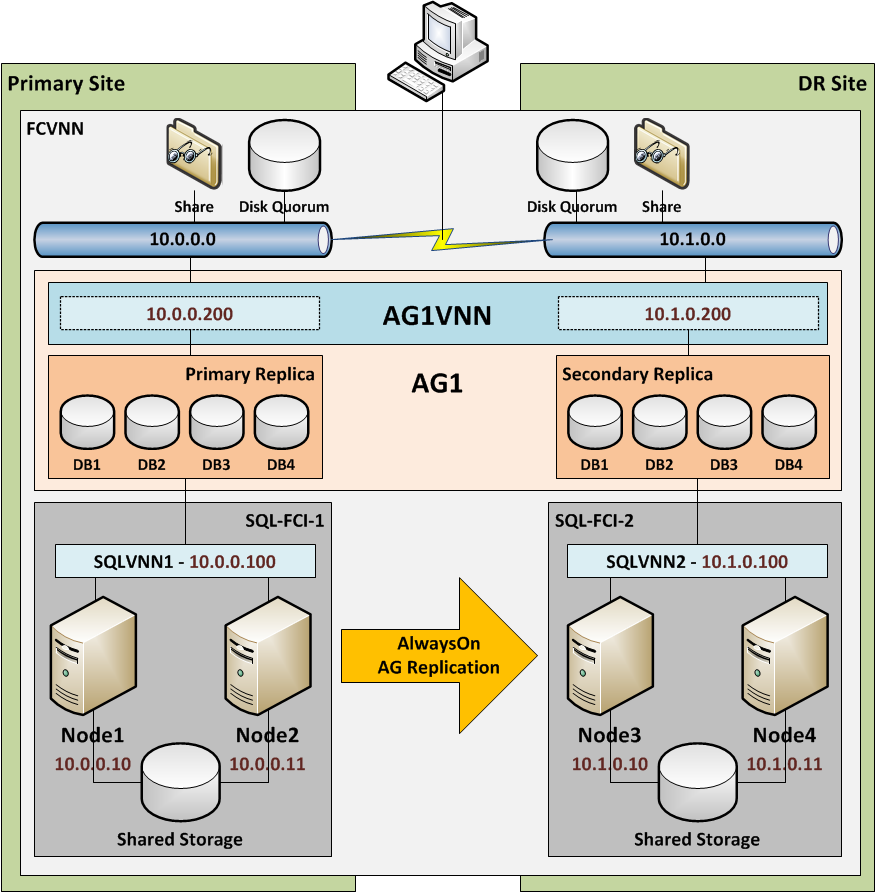 Primary Site
DR Site
FCVNN
Share
Disk Quorum
Disk Quorum
Share
10.0.0.0
10.1.0.0
10.0.0.200
AG1VNN
10.1.0.200
Primary Replica
AG1
Secondary Replica
DB1
DB2
DB3
DB4
DB1
DB2
DB3
DB4
SQL-FCI-1
SQL-FCI-2
SQLVNN1 - 10.0.0.100
SQLVNN2 - 10.1.0.100
AlwaysOn
AG Replication
Node1
Node2
Node3
Node4
10.0.0.10
10.0.0.11
10.1.0.10
10.1.0.11
Shared Storage
Shared Storage